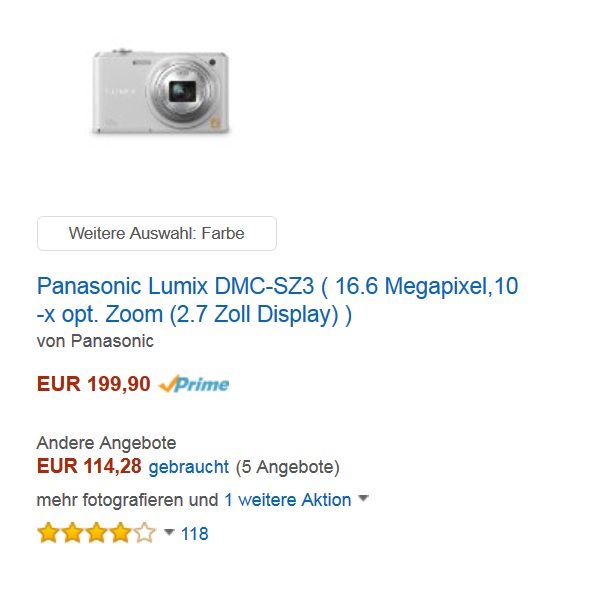 LUMIX
Weitere Auswahl: Farbe
Panasonic Lumix DMC-SZ3 ( 16.6 Megapixel,10
-x opt. Zoom (2.7 Zoll Display) )
von Panasonic
EUR 199,90 Prime
Andere Angebote
EUR 114,28 gebraucht (5 Angebote)
mehr fotografieren und 1 weitere Aktion
118